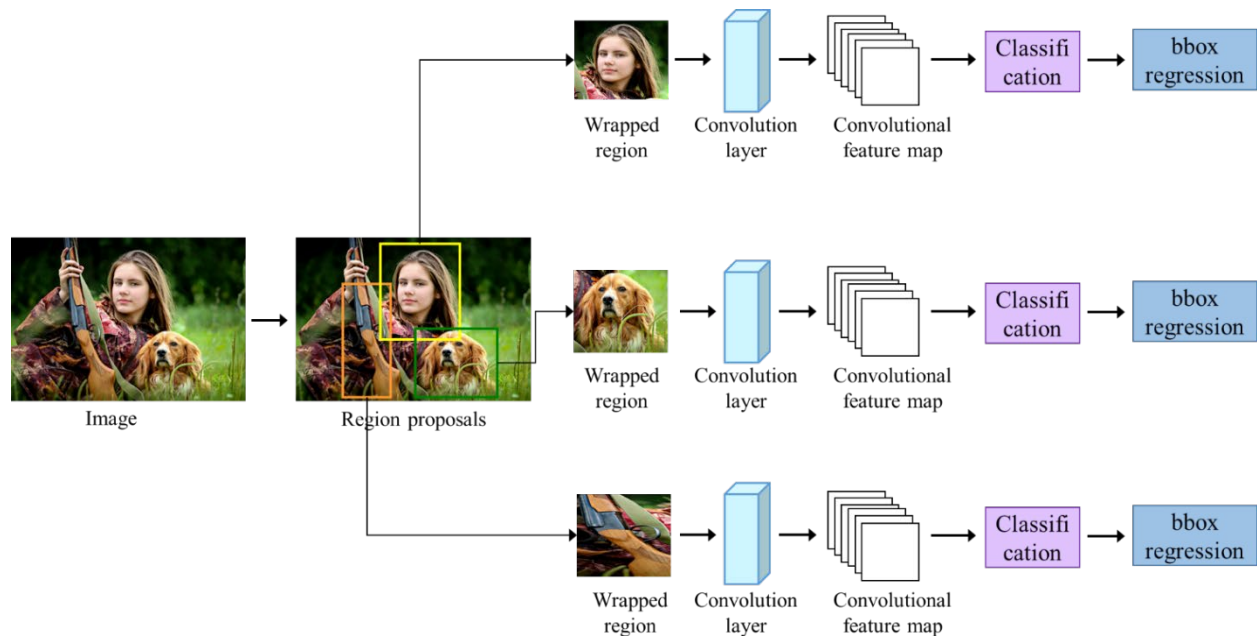 Wrapped
region
Convolution
layer
Convolutional
feature map
Classifi
cation
bbox
regression
Image
Region proposals
Wrapped
region
Convolution
layer
Convolutional
feature map
Classifi
cation
bbox
regression
Wrapped
region
Convolution
layer
Convolutional
feature map
Classifi
cation
bbox
regression